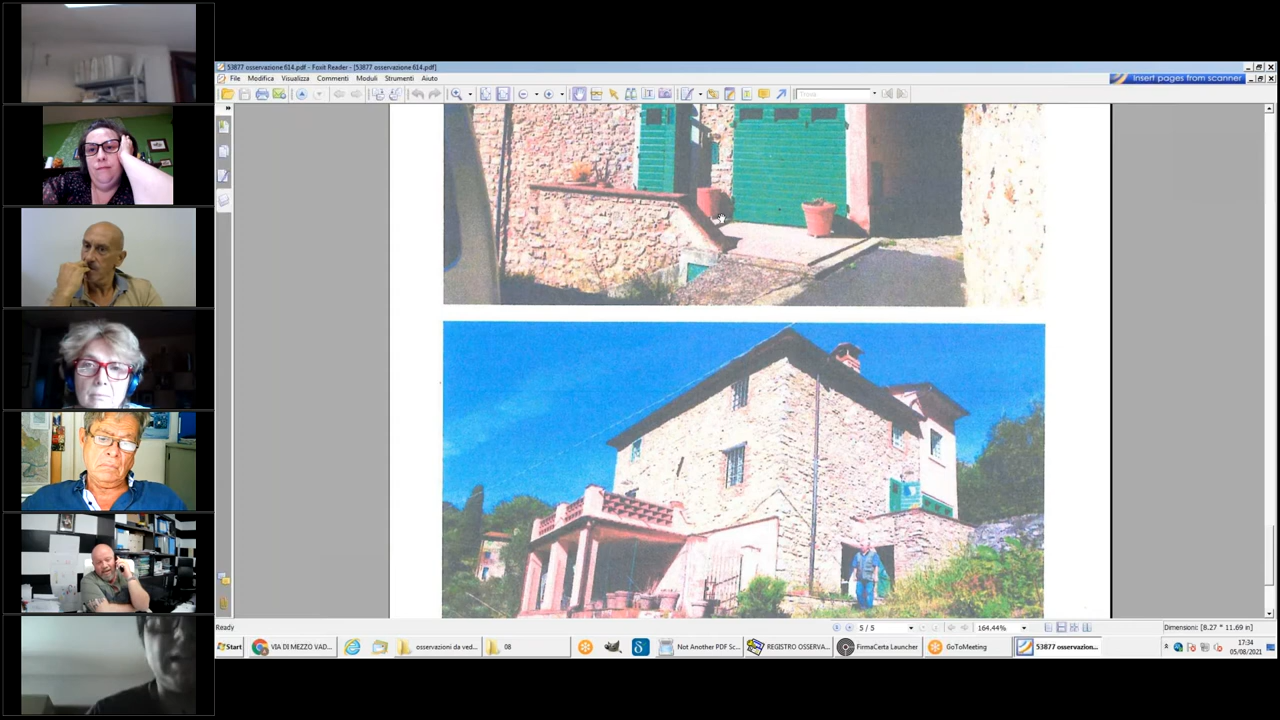 53877 osservazione 614.pdf - Foxit Reader - [53877 osservazione 614.pdf]
File Modifica Visualizza Commenti Moduli Strumenti Aiuto
Insert pages from scanner
Trova
Ready
5 / 5
164.44%
Dimensioni: [8.27 * 11.69 in]
Start
VIA DI MEZZO VAD...
osservazioni da ved...
08
Not Another PDF Sc...
REGISTRO OSSERVA...
FirmaCerta Launcher
GoToMeeting
53877 osservazion...
17:34
05/08/2021